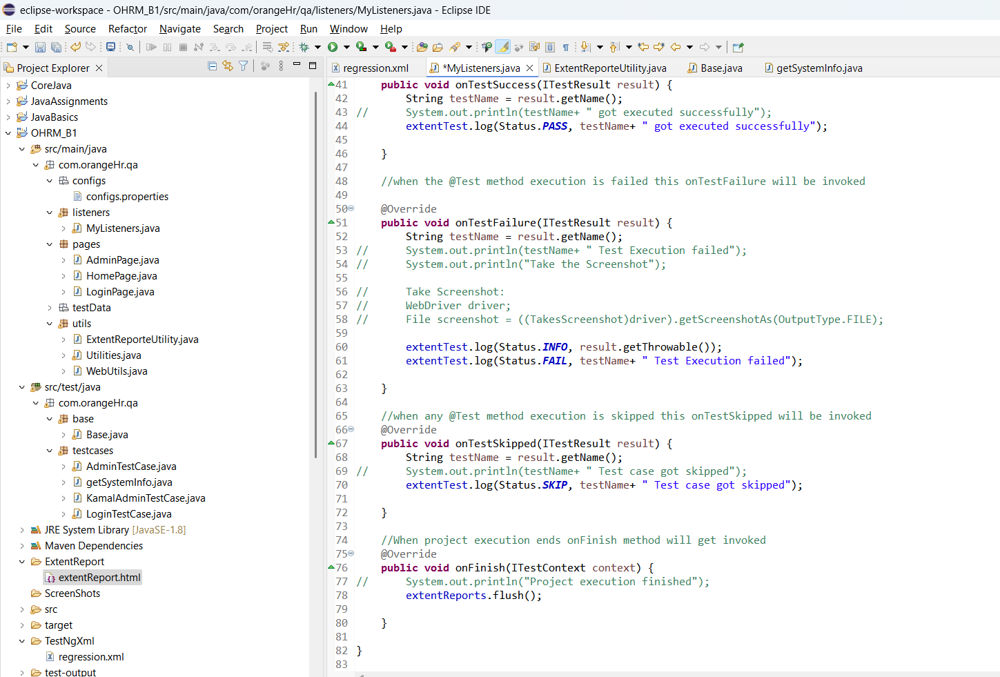 eclipse-workspace - OHRM_B1/src/main/java/com/orangeHr/qa/listeners/MyListeners.java - Eclipse IDE
File Edit Source Refactor Navigate Search Project Run Window Help
Project Explorer
CoreJava
JavaAssignments
JavaBasics
OHRM_B1
src/main/java
com.orangeHr.qa
configs
configs.properties
listeners
MyListeners.java
pages
AdminPage.java
HomePage.java
LoginPage.java
testData
utils
ExtentReporteUtility.java
Utilities.java
WebUtils.java
src/test/java
com.orangeHr.qa
base
Base.java
testcases
AdminTestCase.java
getSystemInfo.java
KamalAdminTestCase.java
LoginTestCase.java
JRE System Library [JavaSE-1.8]
Maven Dependencies
ExtentReport
extentReport.html
ScreenShots
src
target
TestNgXml
regression.xml
test-output
regression.xml *MyListeners.java ExtentReporteUtility.java Base.java getSystemInfo.java
41 public void onTestSuccess(ITestResult result) {
42 String testName = result.getName();
43 // System.out.println(testName+ " got executed successfully");
44 extentTest.log(Status.PASS, testName+ " got executed successfully");
45
46 }
47
48 //when the @Test method execution is failed this onTestFailure will be invoked
49
50 @Override
51 public void onTestFailure(ITestResult result) {
52 String testName = result.getName();
53 // System.out.println(testName+ " Test Execution failed");
54 // System.out.println("Take the Screenshot");
55
56 // Take Screenshot:
57 // WebDriver driver;
58 // File screenshot = ((TakesScreenshot)driver).getScreenshotAs(OutputType.FILE);
59
60 extentTest.log(Status.INFO, result.getThrowable());
61 extentTest.log(Status.FAIL, testName+ " Test Execution failed");
62
63 }
64
65 //when any @Test method execution is skipped this onTestSkipped will be invoked
66 @Override
67 public void onTestSkipped(ITestResult result) {
68 String testName = result.getName();
69 // System.out.println(testName+ " Test case got skipped");
70 extentTest.log(Status.SKIP, testName+ " Test case got skipped");
71
72 }
73
74 //When project execution ends onFinish method will get invoked
75 @Override
76 public void onFinish(ITestContext context) {
77 // System.out.println("Project execution finished");
78 extentReports.flush();
79
80 }
81
82 }
83